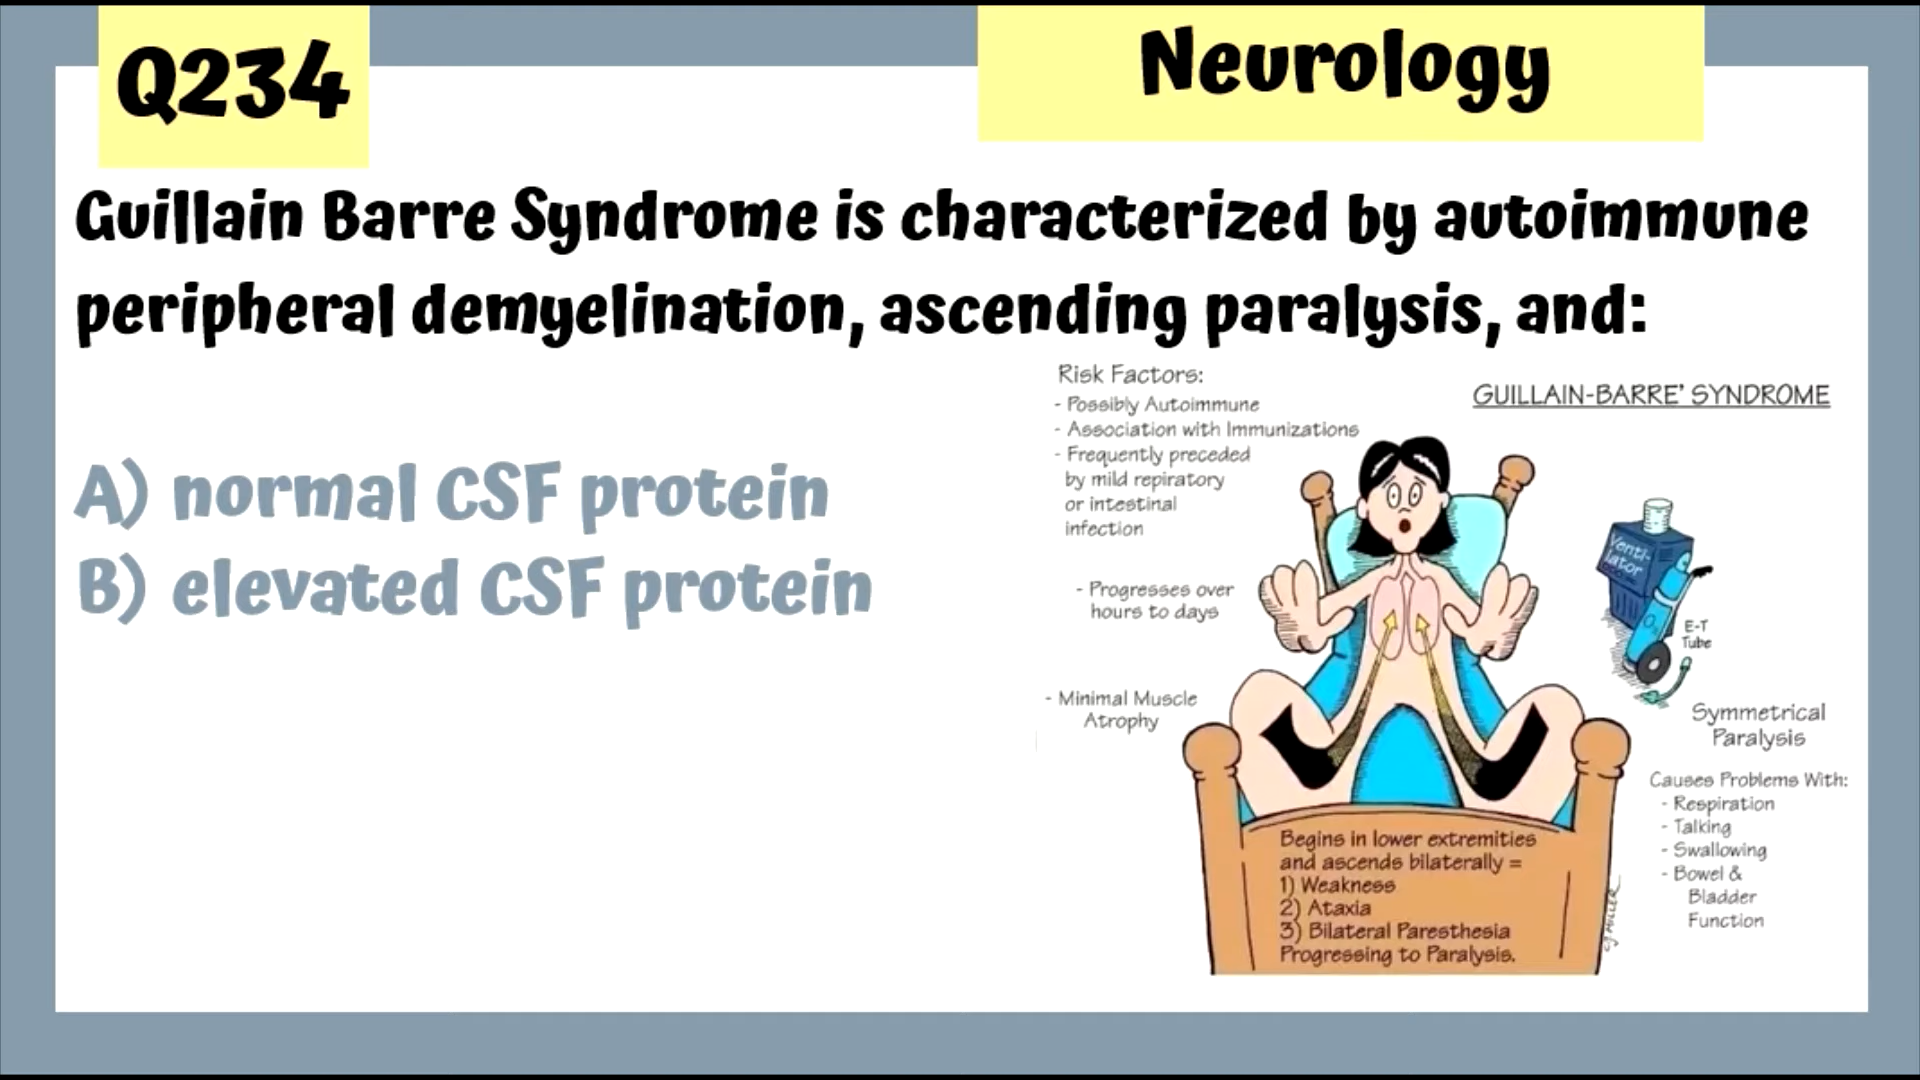 Q234
Neurology
Guillain Barre Syndrome is characterized by autoimmune
peripheral demyelination, ascending paralysis, and:
A) normal CSF protein
B) elevated CSF protein
Risk Factors:
- Possibly Autoimmune
- Association with Immunizations
- Frequently preceded
by mild repiratory
or intestinal
infection
- Progresses over
hours to days
- Minimal Muscle
Atrophy
GUILLAIN-BARRE' SYNDROME
Venti-
lator
O₂
E-T
Tube
Symmetrical
Paralysis
Causes Problems With:
- Respiration
- Talking
- Swallowing
- Bowel &
Bladder
Function
Begins in lower extremities
and ascends bilaterally =
1) Weakness
2) Ataxia
3) Bilateral Paresthesia
Progressing to Paralysis.
CJ MILLER